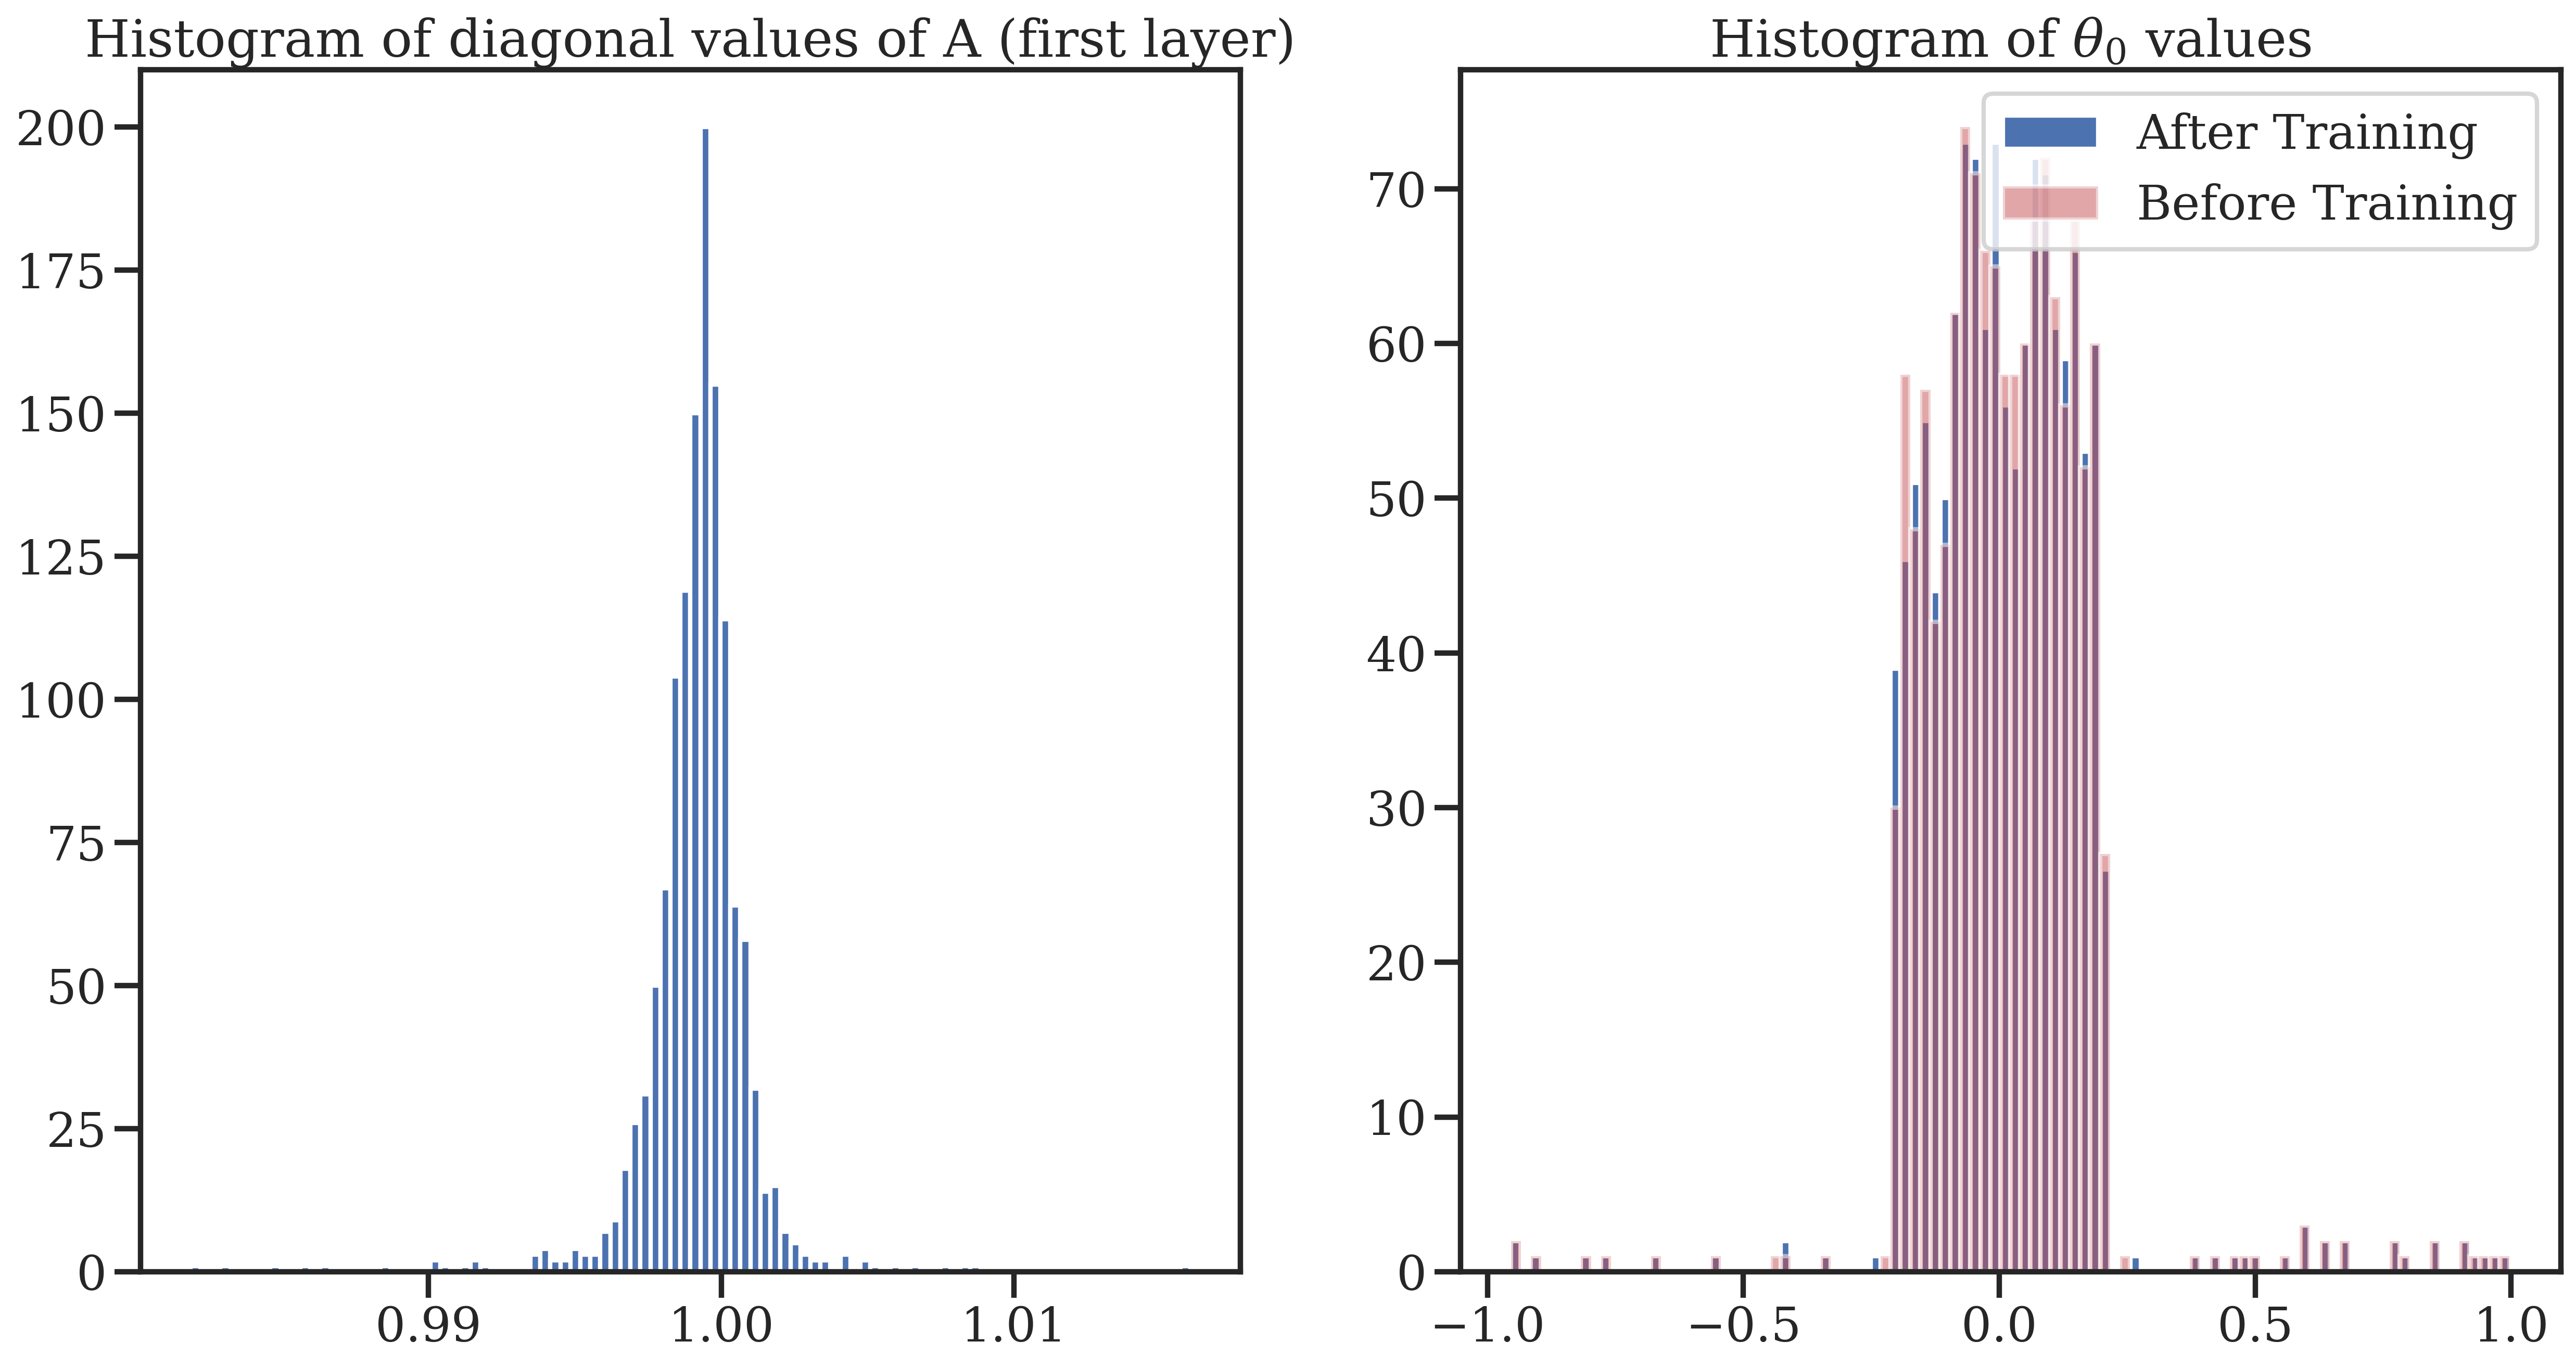 Histogram of diagonal values of A (first layer)
200
175
150
125
100
75
50
25
0
0.99 1.00 1.01
Histogram of θ₀ values
After Training
Before Training
70
60
50
40
30
20
10
0
−1.0 −0.5 0.0 0.5 1.0